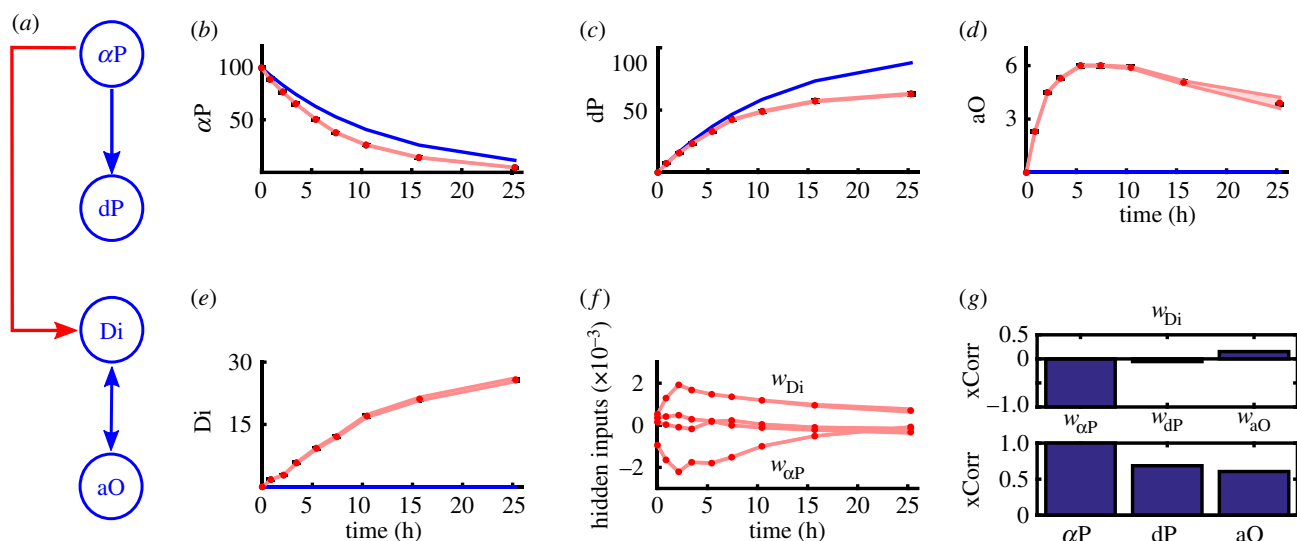 (a)
αP
dP
Di
aO
(b)
αP
100
50
0 5 10 15 20 25
(c)
dP
100
50
0 5 10 15 20 25
(d)
aO
6
3
0 5 10 15 20 25
time (h)
(e)
Di
30
15
0 5 10 15 20 25
time (h)
(f)
hidden inputs (×10⁻³)
2
0
−2
wDi
wαP
0 5 10 15 20 25
time (h)
(g)
wDi
xCorr
0.5
0
−1.0
wαP wdP waO
xCorr
1.0
0.5
0
αP dP aO